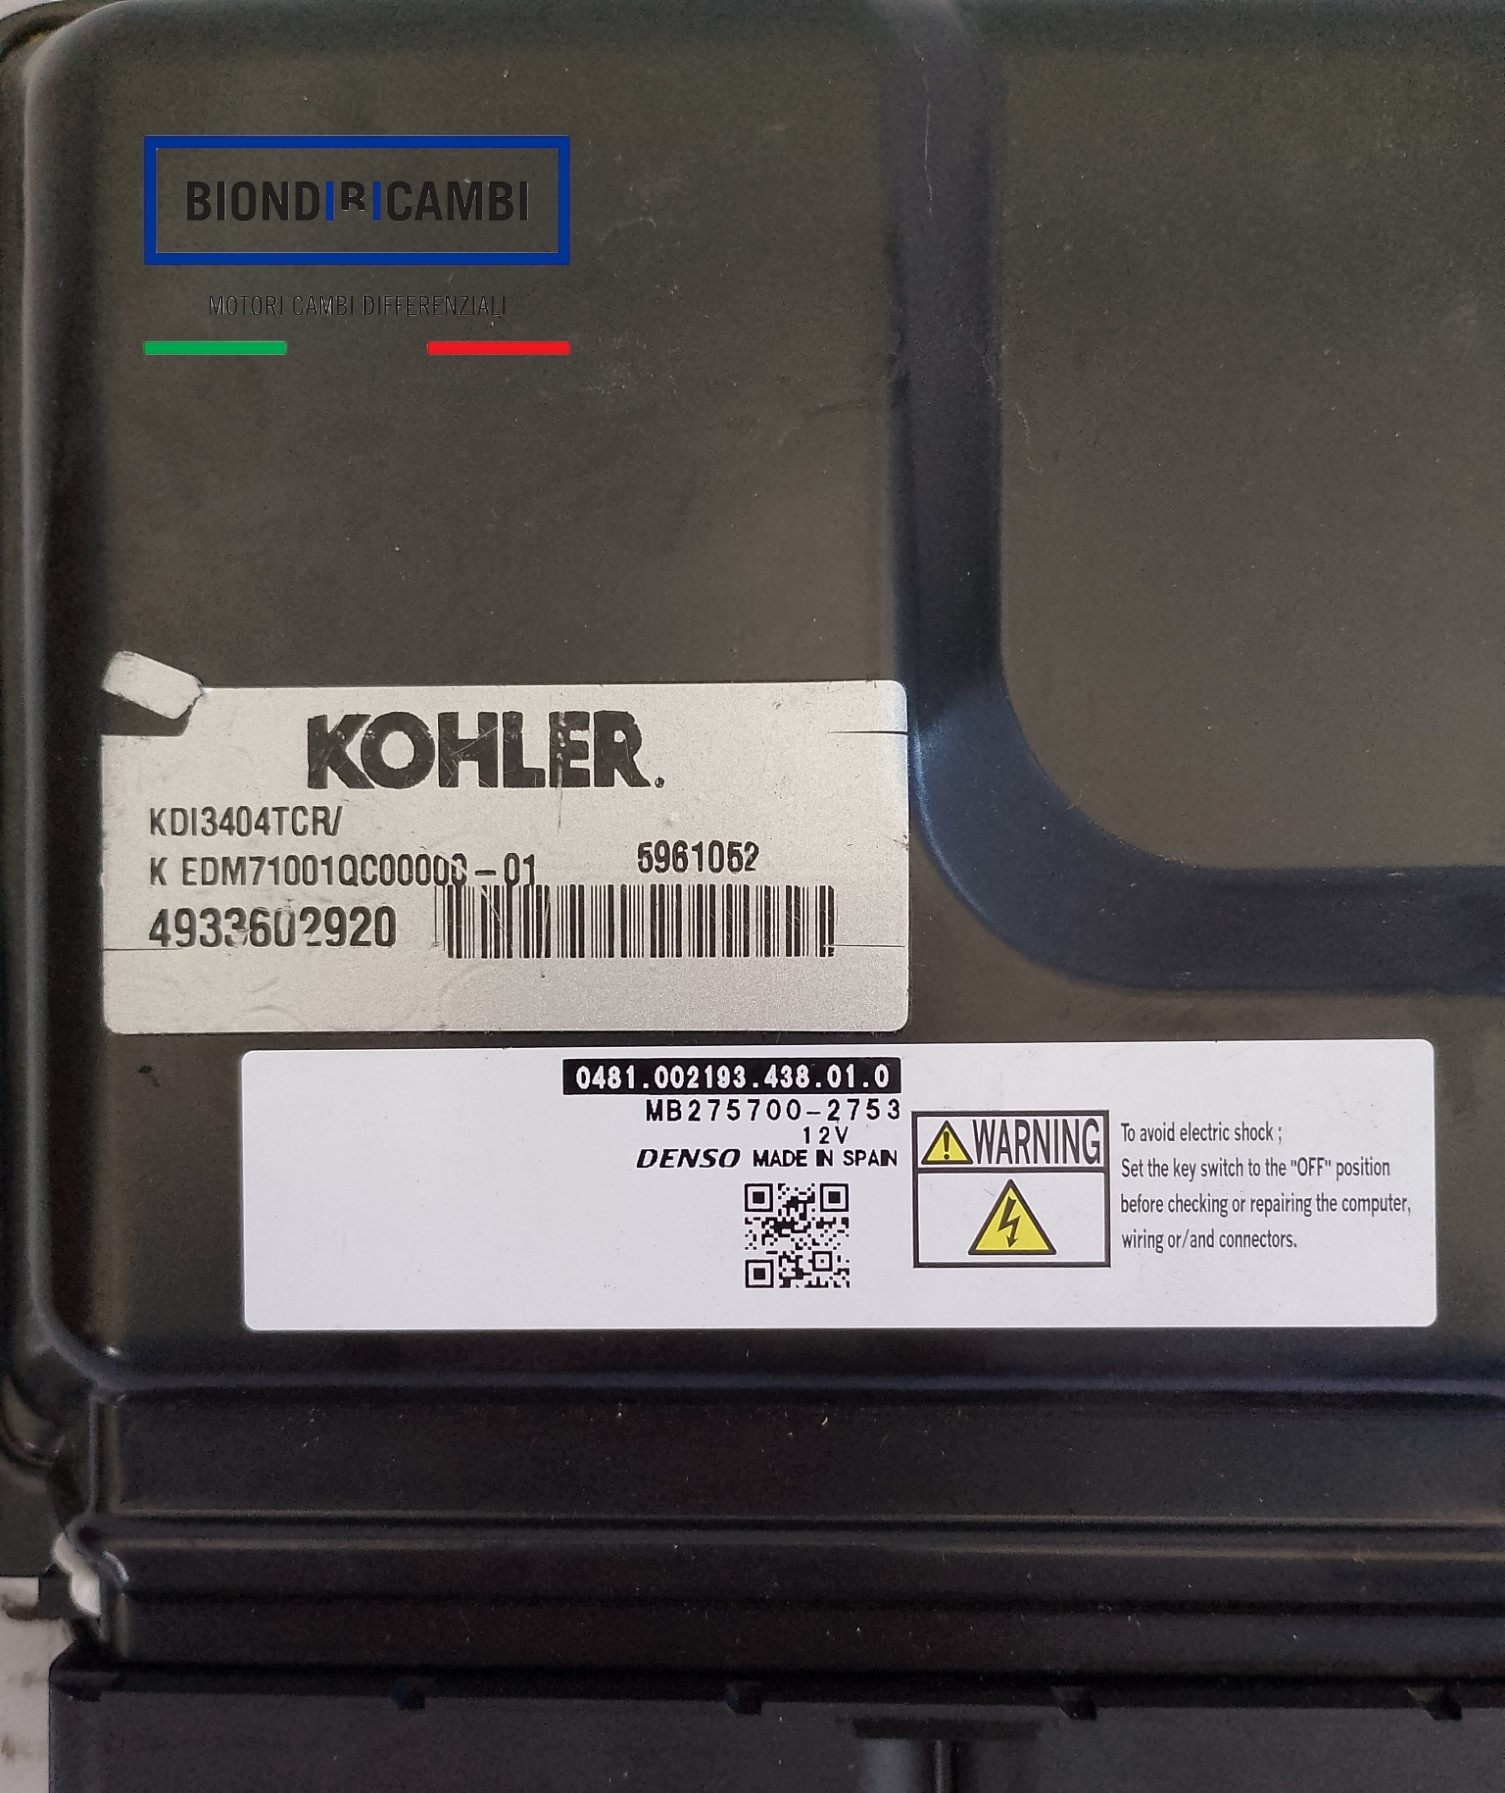 BIONDIRICAMBI
MOTORI CAMBI DIFFERENZIALI
KOHLER.
KDI3404TCR/
K EDM71001QC00000-01
5961052
4933602920
0481.002193.438.01.0
MB275700-2753
12V
DENSO MADE IN SPAIN
WARNING
To avoid electric shock ;
Set the key switch to the "OFF" position
before checking or repairing the computer,
wiring or/and connectors.